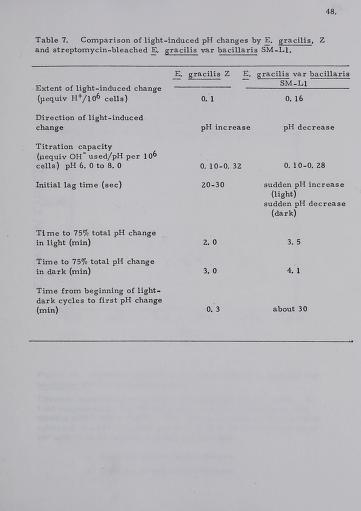 48.
Table 7. Comparison of light-induced pH changes by E. gracilis, Z
and streptomycin-bleached E. gracilis var bacillaris SM-L1.
E. gracilis Z E. gracilis var bacillaris
SM-L1
Extent of light-induced change
(μequiv H+/10⁶ cells) 0.1 0.16
Direction of light-induced
change pH increase pH decrease
Titration capacity
(μequiv OH⁻ used/pH per 10⁶
cells) pH 6.0 to 8.0 0.10-0.32 0.10-0.28
Initial lag time (sec) 20-30 sudden pH increase
(light)
sudden pH decrease
(dark)
Time to 75% total pH change
in light (min) 2.0 3.5
Time to 75% total pH change
in dark (min) 3.0 4.1
Time from beginning of light-
dark cycles to first pH change
(min) 0.3 about 30